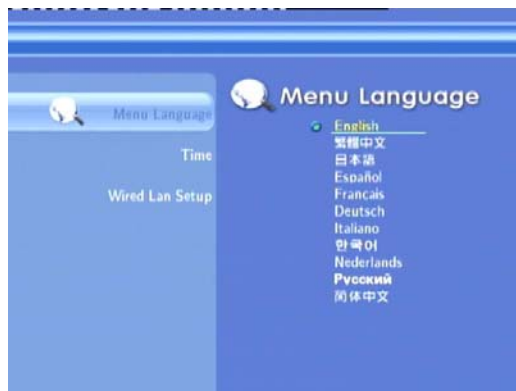 Menu Language
Time
Wired Lan Setup
Menu Language
English
繁體中文
日本語
Español
Français
Deutsch
Italiano
한국어
Nederlands
Русский
简体中文